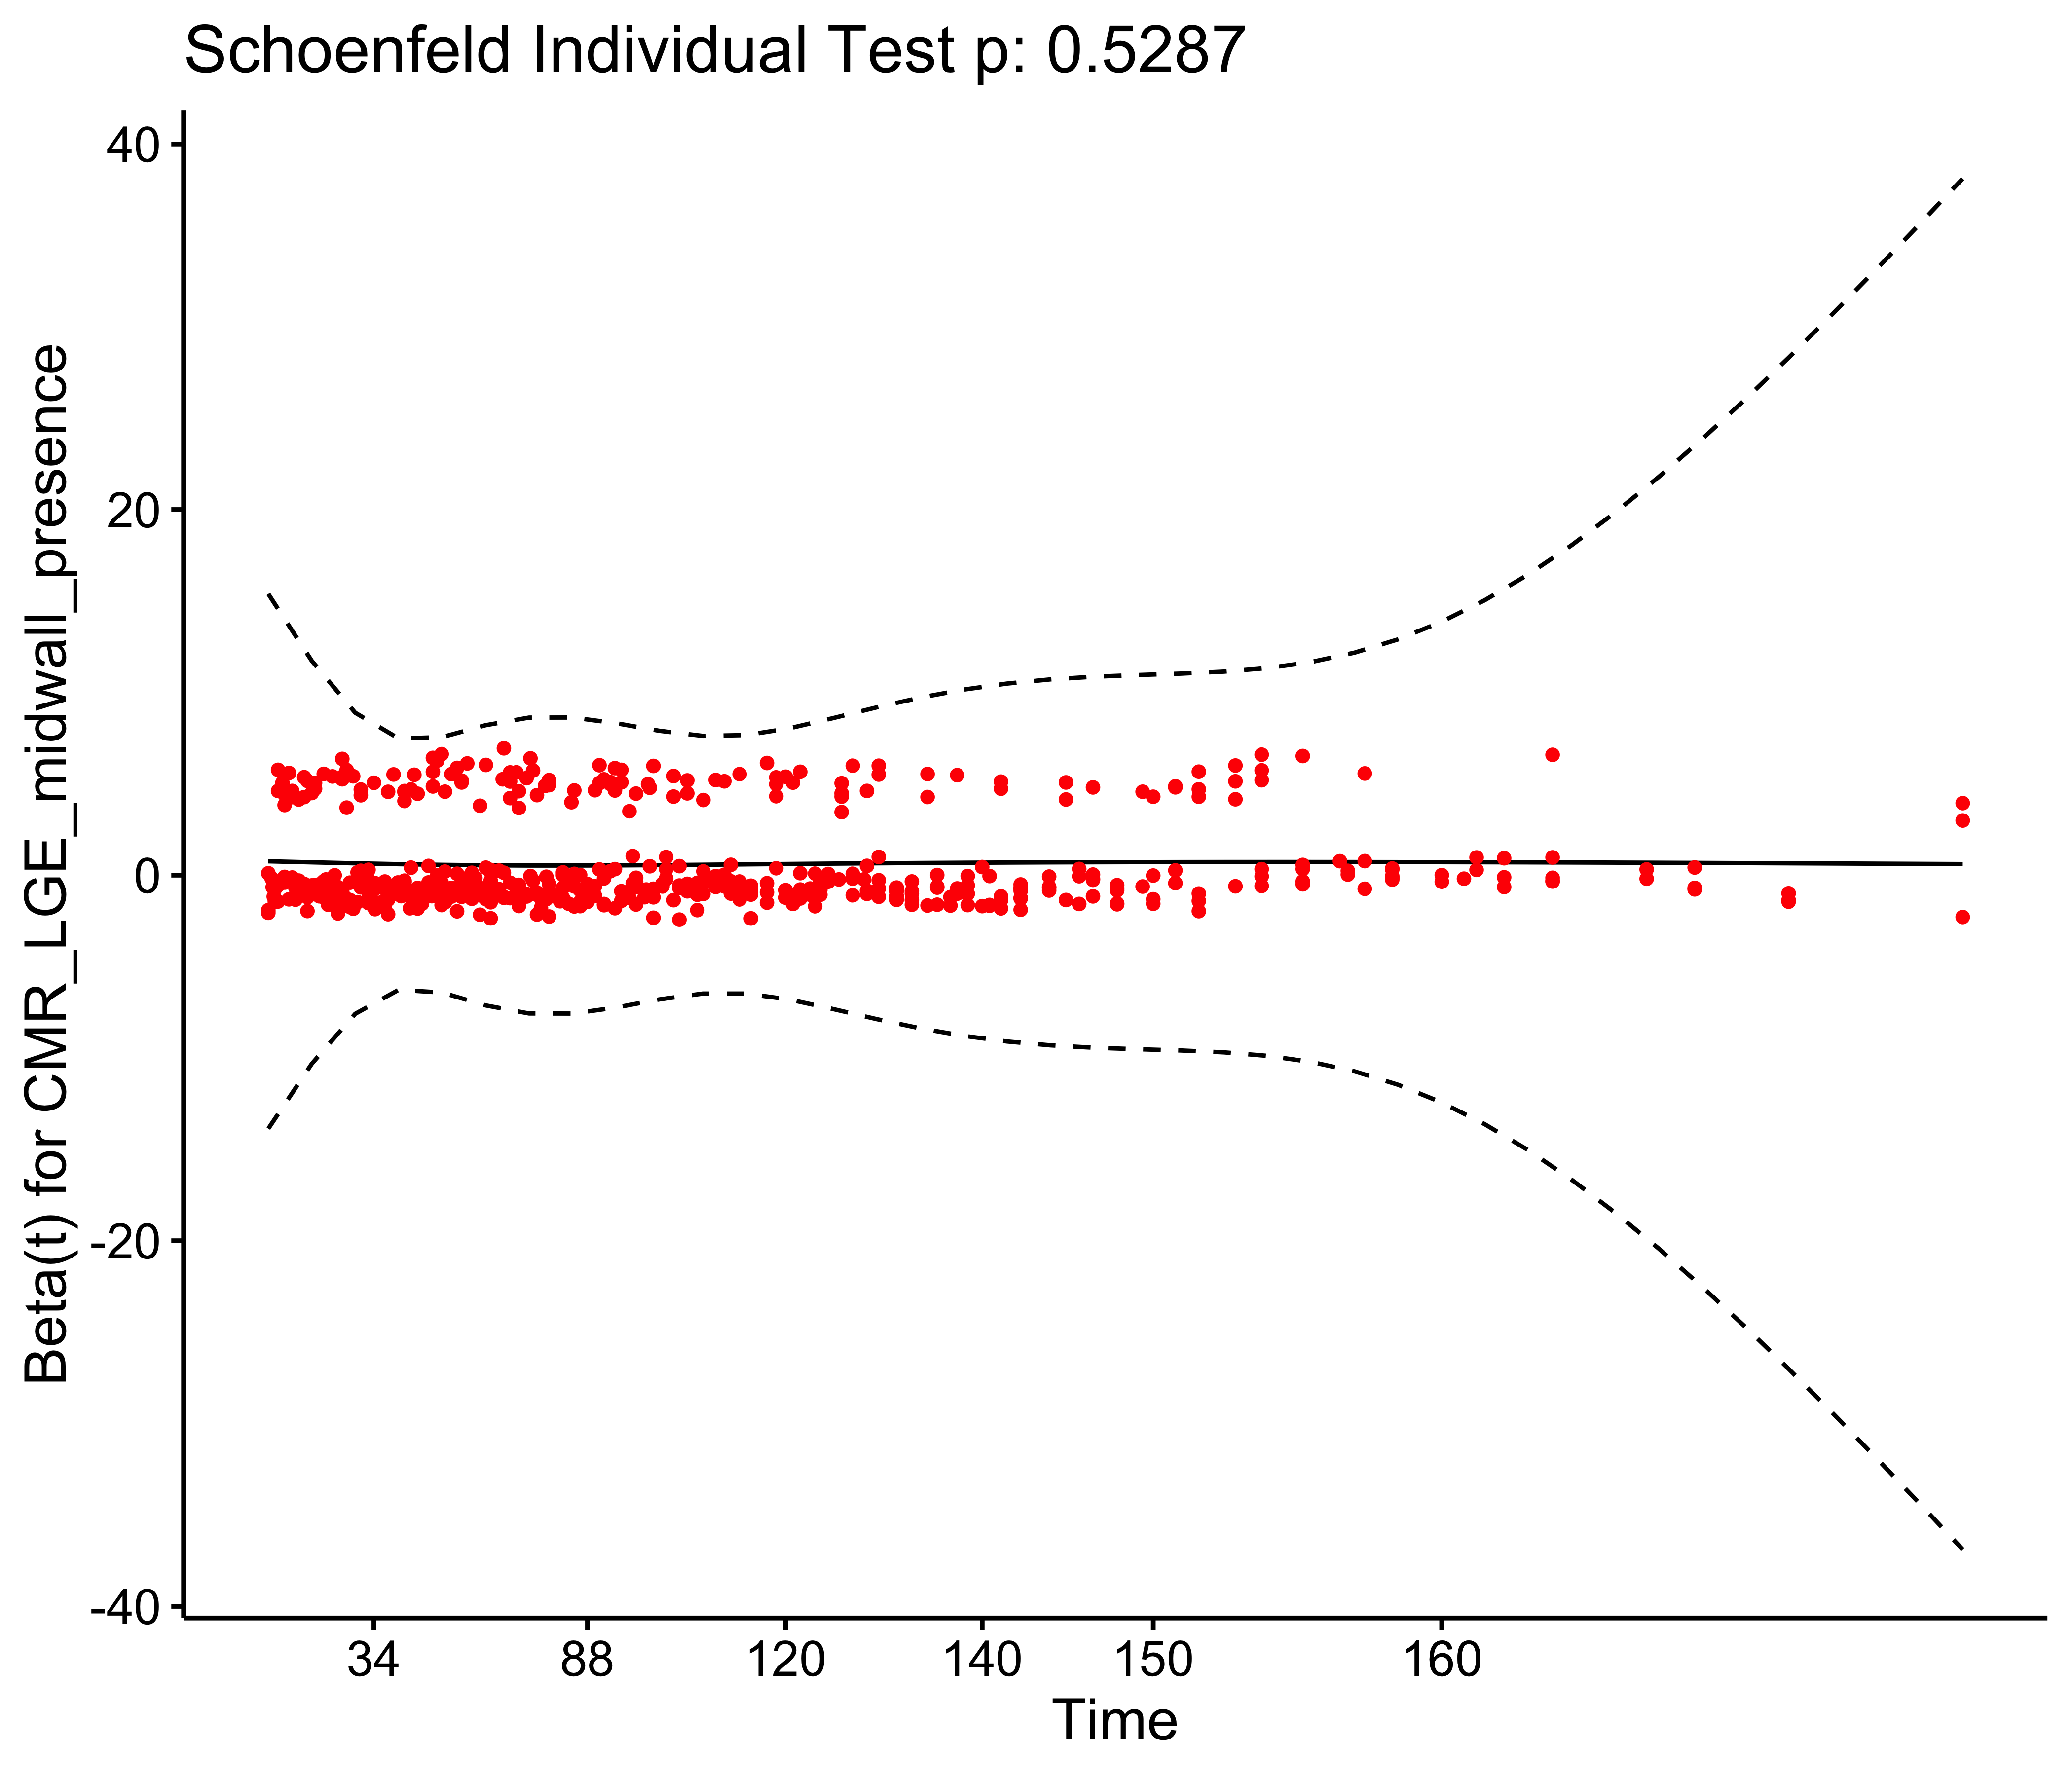 Schoenfeld Individual Test p: 0.5287
Beta(t) for CMR_LGE_midwall_presence
40
20
0
-20
-40
34 88 120 140 150 160
Time